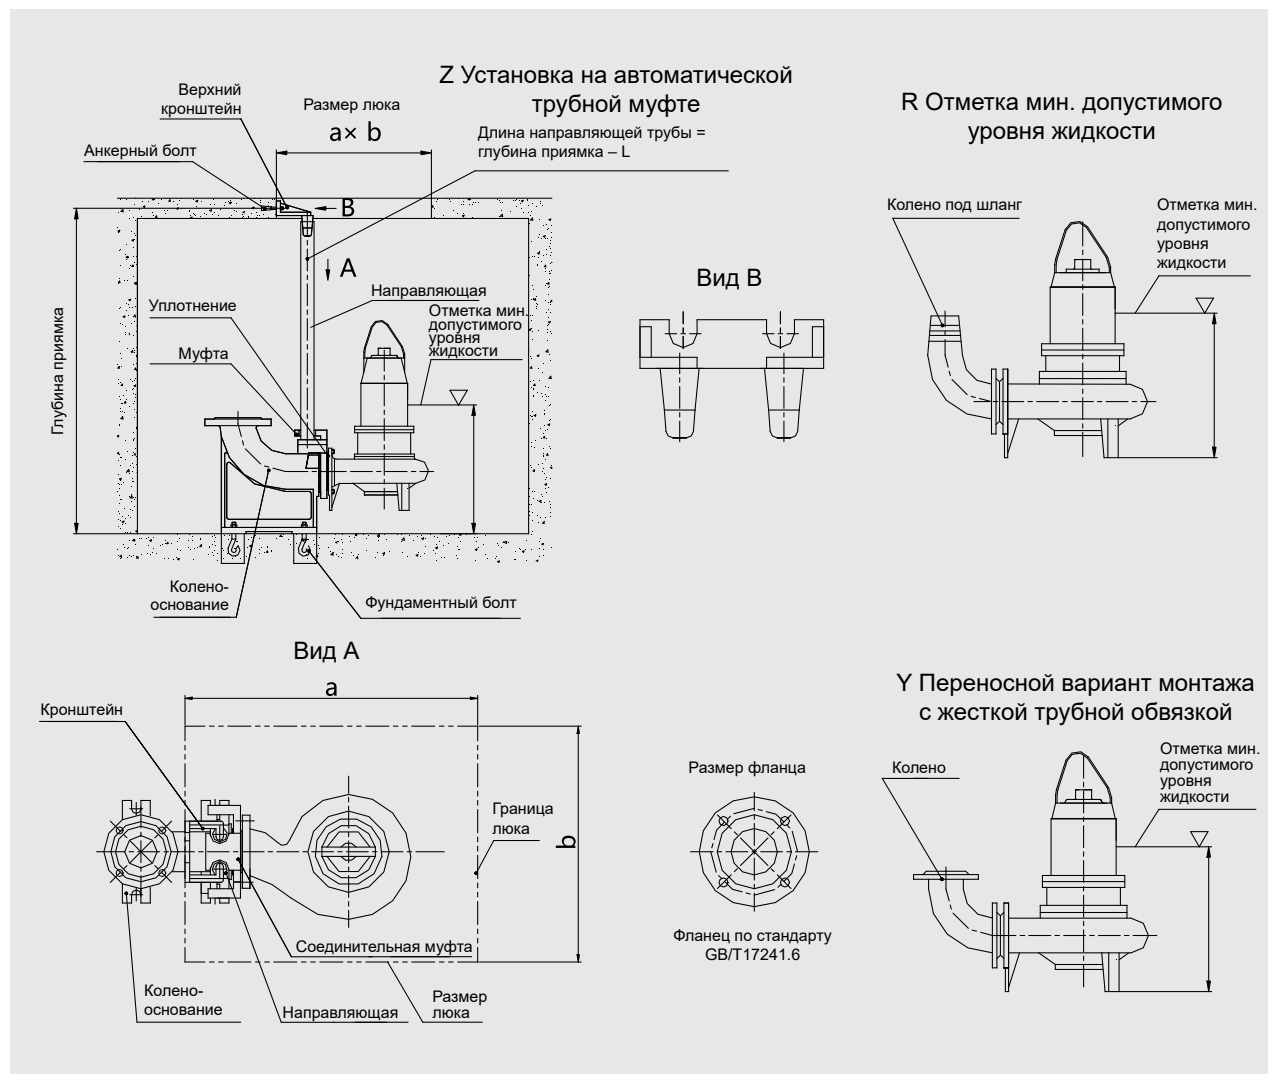 Z Установка на автоматической
трубной муфте
Верхний
кронштейн
Размер люка
a× b
Длина направляющей трубы =
глубина приямка – L
Анкерный болт
B
A
Глубина приямка
Уплотнение
Муфта
Направляющая
Отметка мин.
допустимого
уровня
жидкости
Колено-
основание
Фундаментный болт
Вид B
R Отметка мин. допустимого
уровня жидкости
Колено под шланг
Отметка мин.
допустимого
уровня
жидкости
Вид A
a
Кронштейн
Граница
люка
b
Соединительная муфта
Колено-
основание
Направляющая
Размер
люка
Размер фланца
Фланец по стандарту
GB/T17241.6
Y Переносной вариант монтажа
с жесткой трубной обвязкой
Колено
Отметка мин.
допустимого
уровня
жидкости